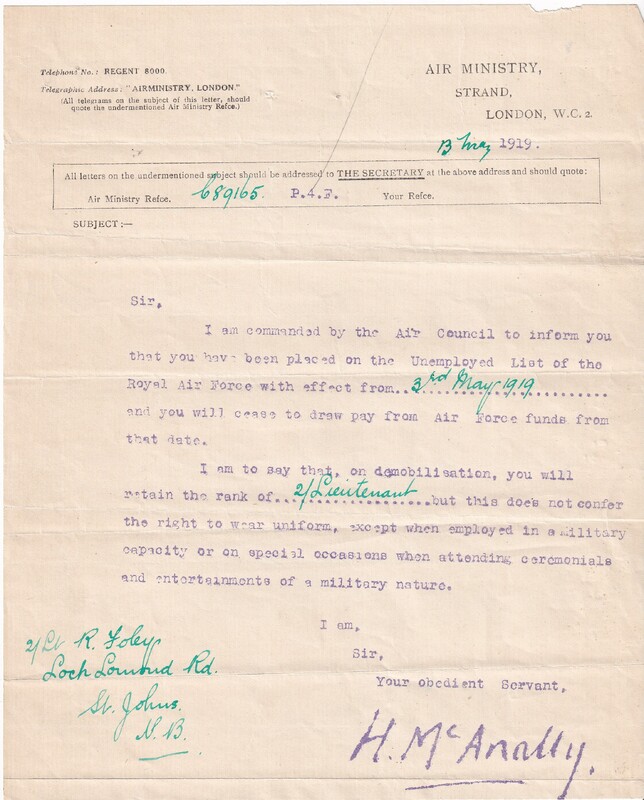 Telephone No.: REGENT 8000.
Telegraphic Address: "AIRMINISTRY, LONDON."
(All telegrams on the subject of this letter, should
quote the undermentioned Air Ministry Refce.)
AIR MINISTRY,
STRAND,
LONDON, W.C. 2.
13 May 1919.
All letters on the undermentioned subject should be addressed to THE SECRETARY at the above address and should quote:
Air Ministry Refce. 689165. P.4.F. Your Refce.
SUBJECT:—
Sir,
I am commanded by the Air Council to inform you
that you have been placed on the Unemployed List of the
Royal Air Force with effect from..3rd May 1919
and you will cease to draw pay from Air Force funds from
that date.
I am to say that, on demobilisation, you will
retain the rank of...2/Lieutenant...but this does not confer
the right to wear uniform, except when employed in a military
capacity or on special occasions when attending ceremonials
and entertainments of a military nature.
I am,
Sir,
Your obedient Servant,
2/Lt R. Foley
Loch Lomond Rd.
St. Johns.
N.B.
H. McAnally.